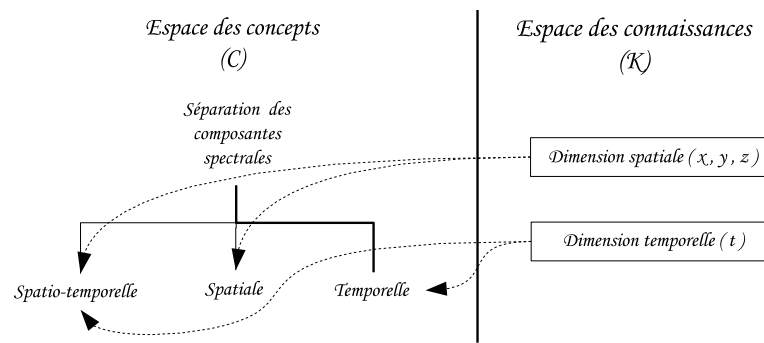 Espace des concepts
(C)
Espace des connaissances
(K)
Séparation des
composantes
spectrales
Dimension spatiale ( x , y , z )
Dimension temporelle ( t )
Spatio-temporelle
Spatiale
Temporelle